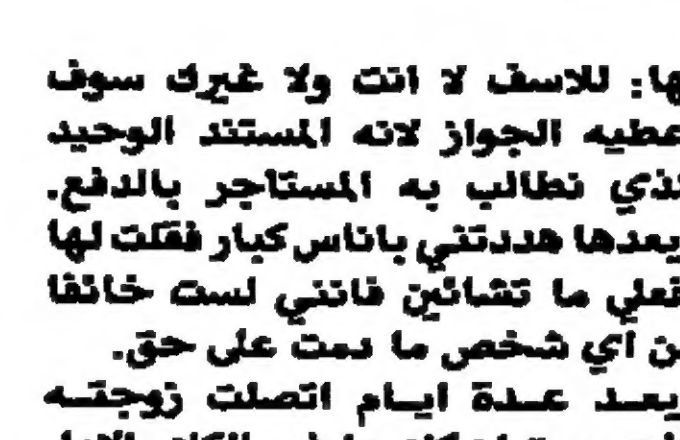 لها: للاسف لا انت ولا غيرك سوف
عطيه الجواز لانه المستند الوحيد
لذي نطالب به المستاجر بالدفع.
بعدها هددتني باناس كبار فقلت لها
فعلي ما تشائين فانني لست خائفا
من اي شخص ما دمت على حق.
بعد عدة ايام اتصلت زوجته